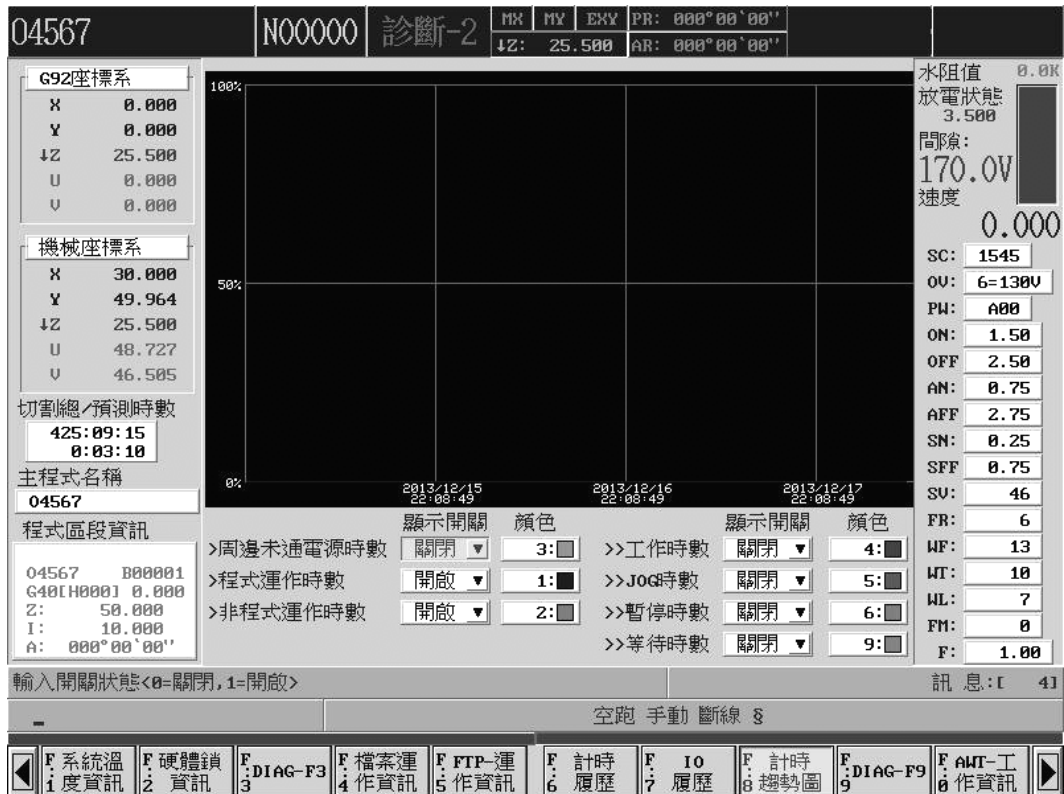 O4567 N00000 診斷-2 MX MY EXY PR: 000°00`00''
↓Z: 25.500 AR: 000°00`00''
G92座標系
X 0.000
Y 0.000
↓Z 25.500
U 0.000
V 0.000
機械座標系
X 30.000
Y 49.964
↓Z 25.500
U 48.727
V 46.505
切割總/預測時數
425:09:15
0:03:10
主程式名稱
O4567
程式區段資訊
O4567 B00001
G40[H000] 0.000
Z: 50.000
I: 10.000
A: 000°00`00''
100%
50%
0%
2013/12/15 2013/12/16 2013/12/17
22:08:49 22:08:49 22:08:49
顯示開關 顏色 顯示開關 顏色
>周邊未通電源時數 關閉 ▼ 3: >>工作時數 關閉 ▼ 4:
>程式運作時數 開啟 ▼ 1: >>JOG時數 關閉 ▼ 5:
>非程式運作時數 開啟 ▼ 2: >>暫停時數 關閉 ▼ 6:
>>等待時數 關閉 ▼ 9:
水阻值 0.0K
放電狀態
3.500
間隙:
170.0V
速度
0.000
SC: 1545
OV: 6=130V
PW: A00
ON: 1.50
OFF 2.50
AN: 0.75
AFF 2.75
SN: 0.25
SFF 0.75
SV: 46
FR: 6
WF: 13
WT: 10
WL: 7
FM: 0
F: 1.00
輸入開關狀態<0=關閉,1=開啟> 訊 息:[ 4]
_ 空跑 手動 斷線 §
F:1 系統溫度資訊
F:2 硬體鎖資訊
F:3 DIAG-F3
F:4 檔案運作資訊
F:5 FTP-運作資訊
F:6 計時履歷
F:7 IO履歷
F:8 計時趨勢圖
F:9 DIAG-F9
F:0 AWT-工作資訊